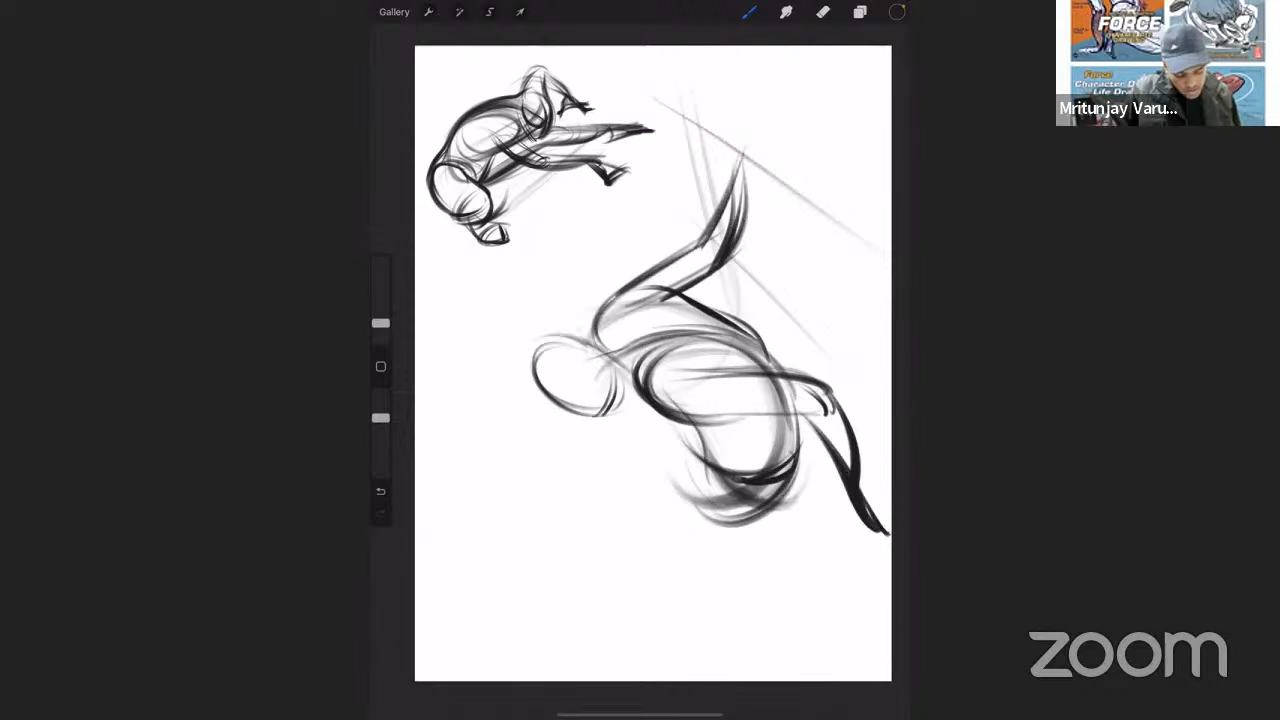 Gallery
FORCE
Force
Character D
Life Dra
Mritunjay Varu...
zoom